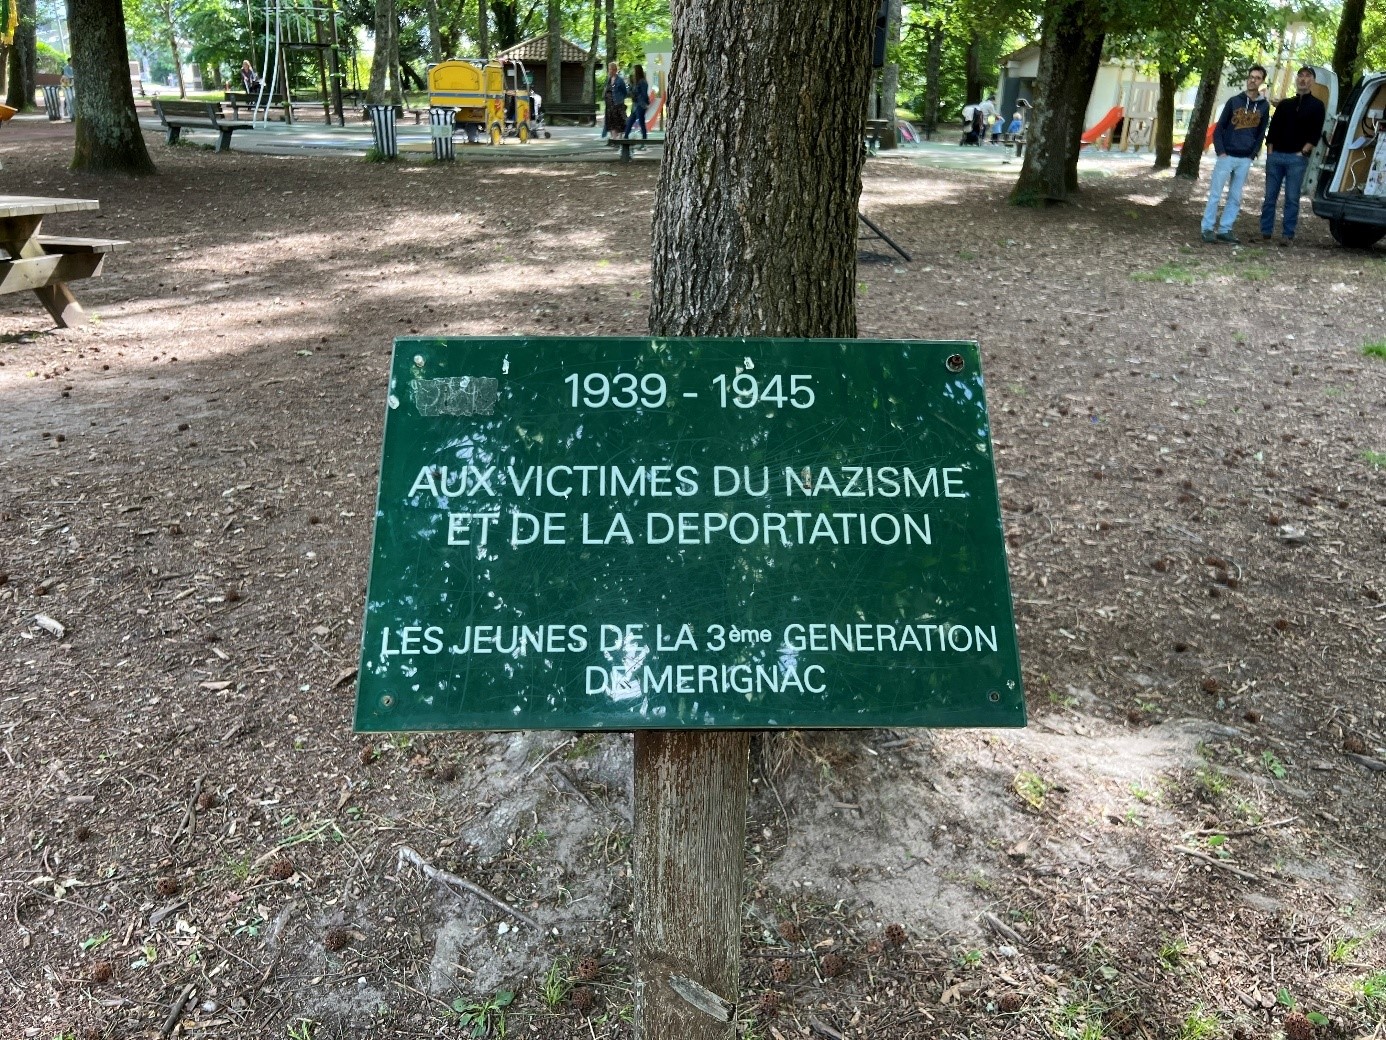 1939 - 1945
AUX VICTIMES DU NAZISME
ET DE LA DEPORTATION
LES JEUNES DE LA 3ème GENERATION
DE MERIGNAC